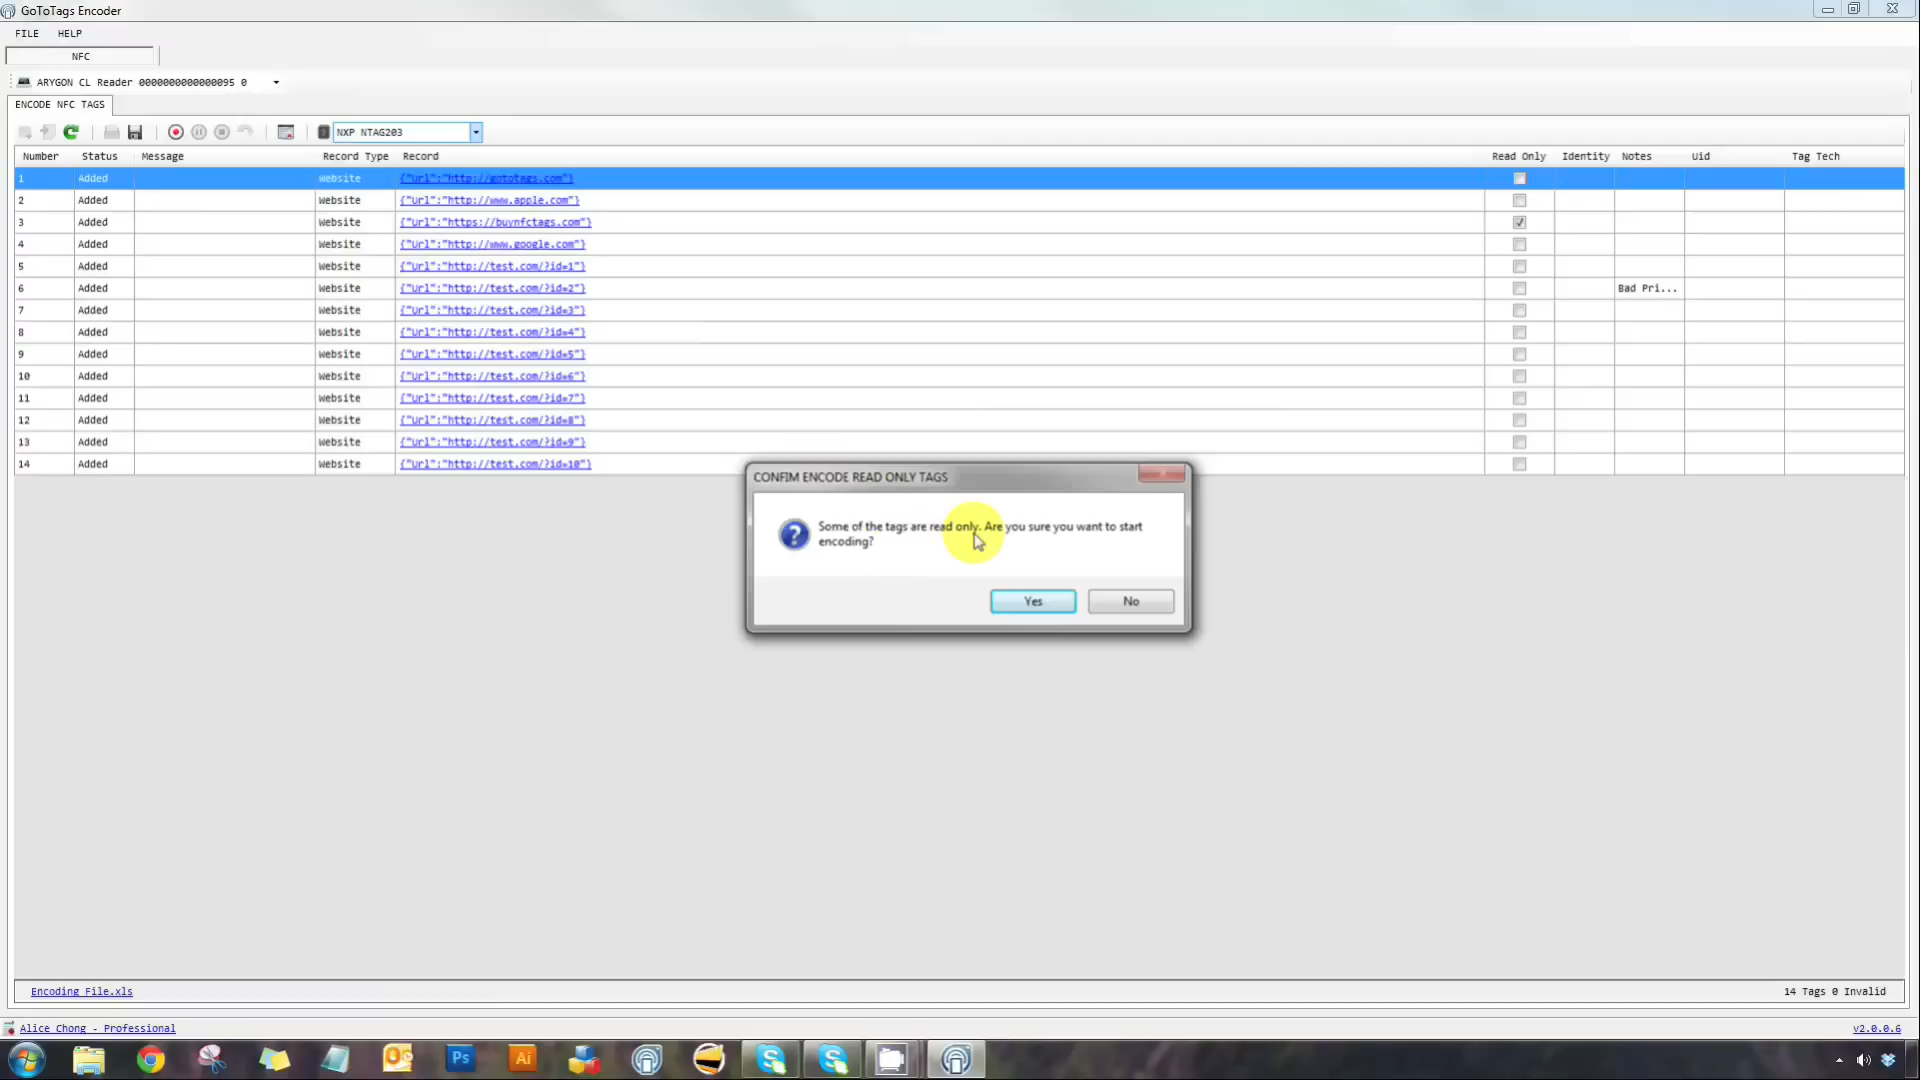 GoToTags Encoder
FILE HELP
NFC
ARYGON CL Reader 0000000000000095 0
ENCODE NFC TAGS
NXP NTAG203
Number Status Message Record Type Record Read Only Identity Notes Uid Tag Tech
1 Added Website {"Url":"http://gototags.com"}
2 Added Website {"Url":"http://www.apple.com"}
3 Added Website {"Url":"https://buynfctags.com"}
4 Added Website {"Url":"http://www.google.com"}
5 Added Website {"Url":"http://test.com/?id=1"}
6 Added Website {"Url":"http://test.com/?id=2"} Bad Pri...
7 Added Website {"Url":"http://test.com/?id=3"}
8 Added Website {"Url":"http://test.com/?id=4"}
9 Added Website {"Url":"http://test.com/?id=5"}
10 Added Website {"Url":"http://test.com/?id=6"}
11 Added Website {"Url":"http://test.com/?id=7"}
12 Added Website {"Url":"http://test.com/?id=8"}
13 Added Website {"Url":"http://test.com/?id=9"}
14 Added Website {"Url":"http://test.com/?id=10"}
CONFIM ENCODE READ ONLY TAGS
Some of the tags are read only. Are you sure you want to start
encoding?
Yes No
Encoding File.xls 14 Tags 0 Invalid
Alice Chong - Professional v2.0.0.6
Ps Ai